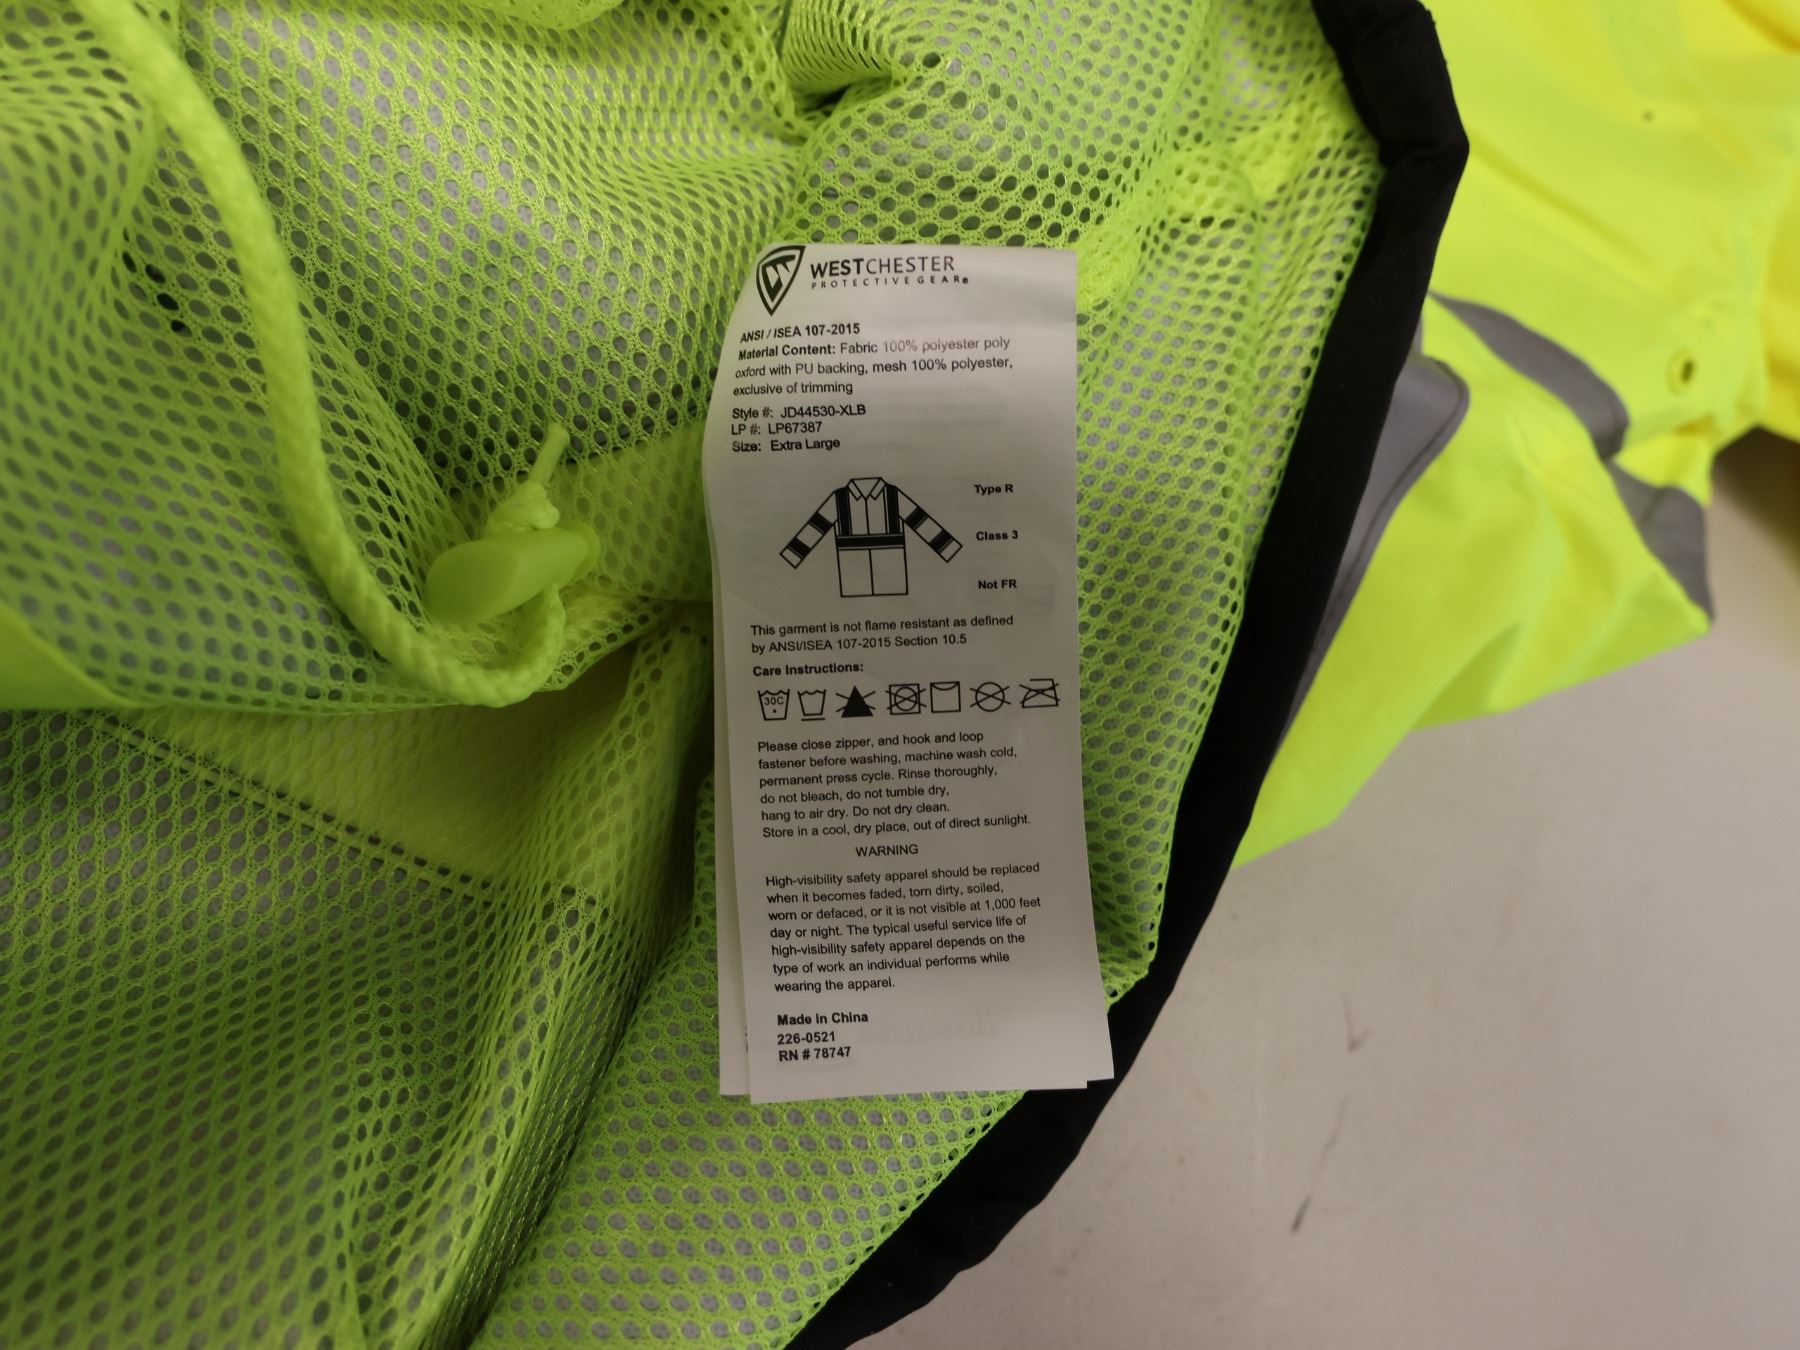 WESTCHESTER
PROTECTIVE GEAR®
ANSI / ISEA 107-2015
Material Content: Fabric 100% polyester poly
oxford with PU backing, mesh 100% polyester,
exclusive of trimming
Style #: JD44530-XLB
LP #: LP67387
Size: Extra Large
Type R
Class 3
Not FR
This garment is not flame resistant as defined
by ANSI/ISEA 107-2015 Section 10.5
Care Instructions:
30C
Please close zipper, and hook and loop
fastener before washing, machine wash cold,
permanent press cycle. Rinse thoroughly,
do not bleach, do not tumble dry,
hang to air dry. Do not dry clean.
Store in a cool, dry place, out of direct sunlight.
WARNING
High-visibility safety apparel should be replaced
when it becomes faded, torn dirty, soiled,
worn or defaced, or it is not visible at 1,000 feet
day or night. The typical useful service life of
high-visibility safety apparel depends on the
type of work an individual performs while
wearing the apparel.
Made in China
226-0521
RN # 78747